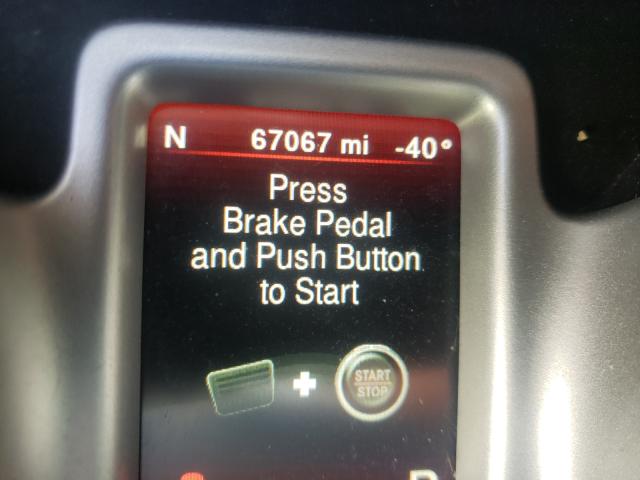 N 67067 mi -40°
Press
Brake Pedal
and Push Button
to Start
START
STOP